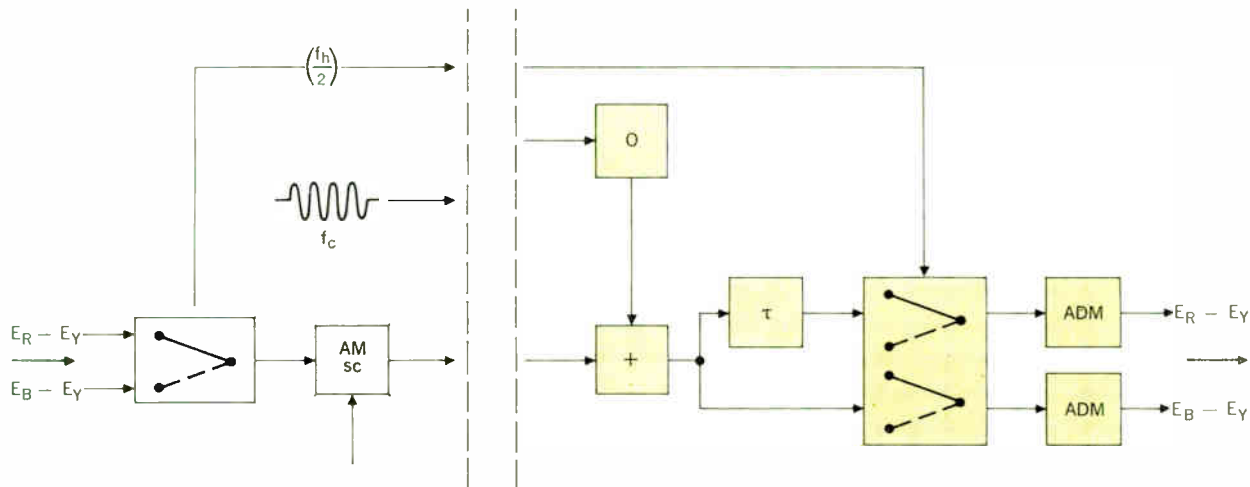 (f_h/2)
O
f_c
τ
E_R – E_Y
E_B – E_Y
AM
sc
+
ADM
E_R – E_Y
ADM
E_B – E_Y